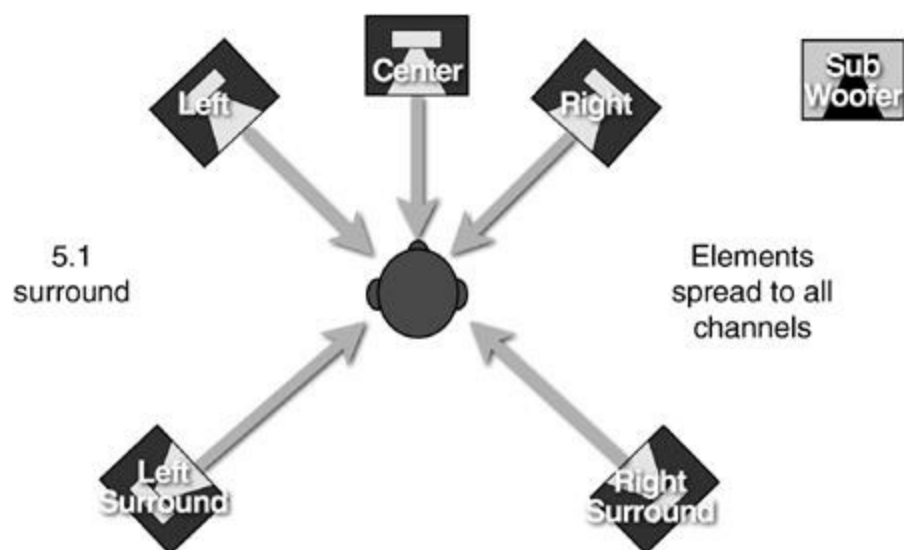 Left
Center
Right
Sub
Woofer
5.1
surround
Elements
spread to all
channels
Left
Surround
Right
Surround